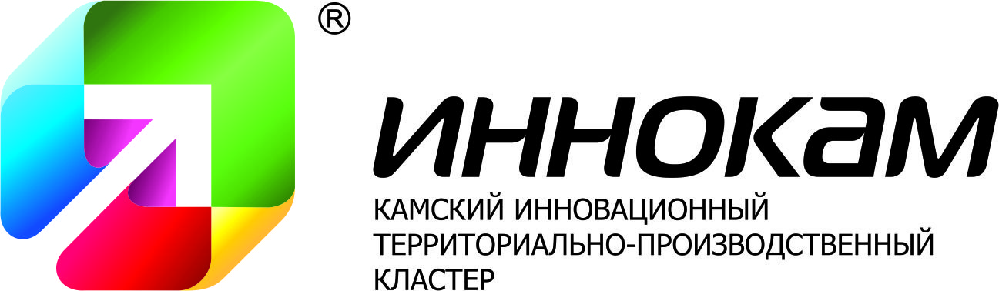 ®
ИННОКАМ
КАМСКИЙ ИННОВАЦИОННЫЙ
ТЕРРИТОРИАЛЬНО-ПРОИЗВОДСТВЕННЫЙ
КЛАСТЕР